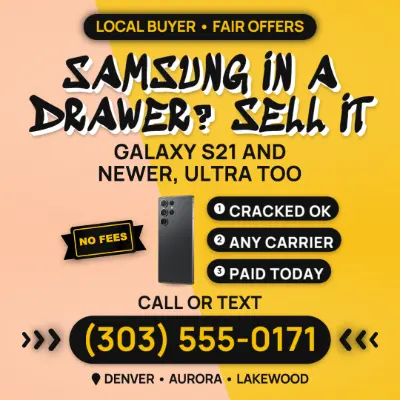 LOCAL BUYER • FAIR OFFERS
SAMSUNG IN A
DRAWER? SELL IT
GALAXY S21 AND
NEWER, ULTRA TOO
NO FEES
1 CRACKED OK
2 ANY CARRIER
3 PAID TODAY
CALL OR TEXT
(303) 555-0171
DENVER • AURORA • LAKEWOOD